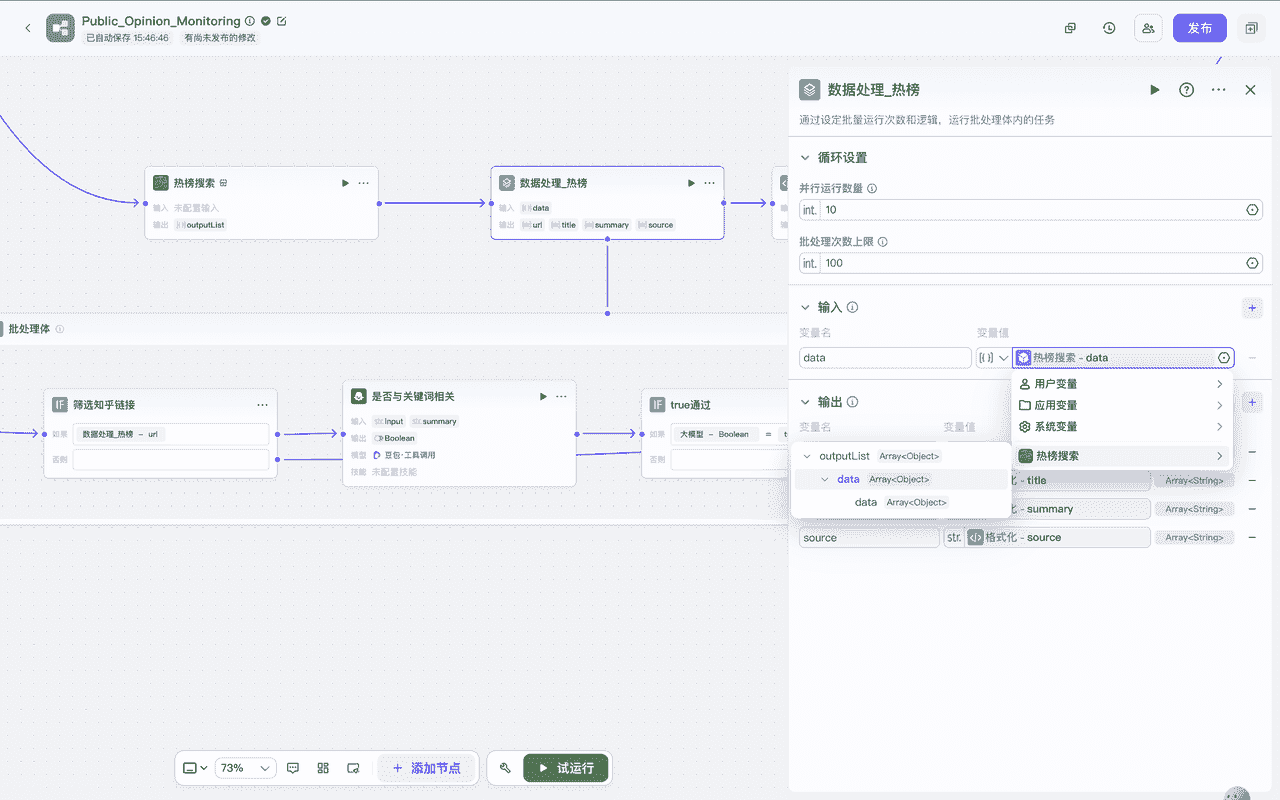 Public_Opinion_Monitoring
已自动保存 15:46:46 有尚未发布的修改
发布
热榜搜索
输入 未配置输入
输出 outputList
数据处理_热榜
输入 data
输出 url title summary source
输
输
批处理体
筛选知乎链接
如果 数据处理_热榜 - url
否则
是否与关键词相关
输入 str. input str. summary
输出 Boolean
模型 豆包·工具调用
技能 未配置技能
true通过
如果 大模型 - Boolean = t
否则
73%
添加节点
试运行
数据处理_热榜
通过设定批量运行次数和逻辑，运行批处理体内的任务
循环设置
并行运行数量
int. 10
批处理次数上限
int. 100
输入
变量名 变量值
data 热榜搜索 - data
用户变量
应用变量
系统变量
热榜搜索
输出
变量名 变量值
outputList Array<Object>
data Array<Object>
data Array<Object>
化 - title Array<String>
化 - summary Array<String>
source str. 格式化 - source Array<String>